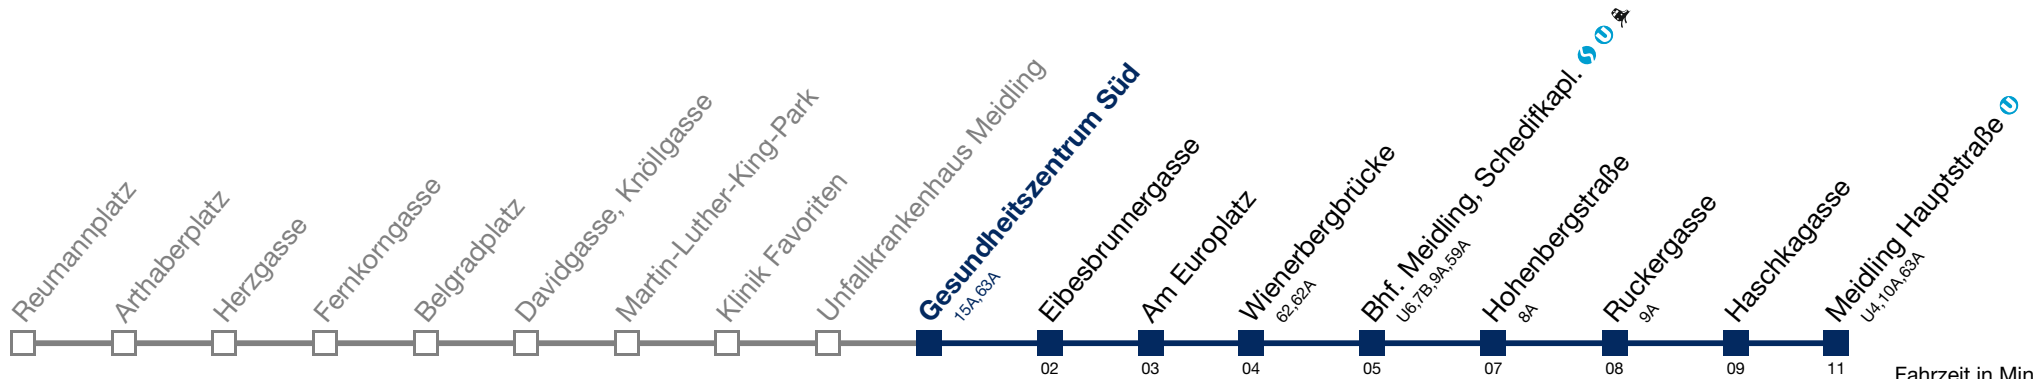 Reumannplatz
Arthaberplatz
Herzgasse
Fernkorngasse
Belgradplatz
Davidgasse, Knöllgasse
Martin-Luther-King-Park
Klinik Favoriten
Unfallkrankenhaus Meidling
Gesundheitszentrum Süd
15A,63A
Eibesbrunnergasse
Am Europlatz
Wienerbergbrücke
62,62A
Bhf. Meidling, Schedifkapl. S U
U6,7B,9A,59A
Hohenbergstraße
8A
Ruckergasse
9A
Haschkagasse
Meidling Hauptstraße U
U4,10A,63A
02 03 04 05 07 08 09 11
Fahrzeit in Min